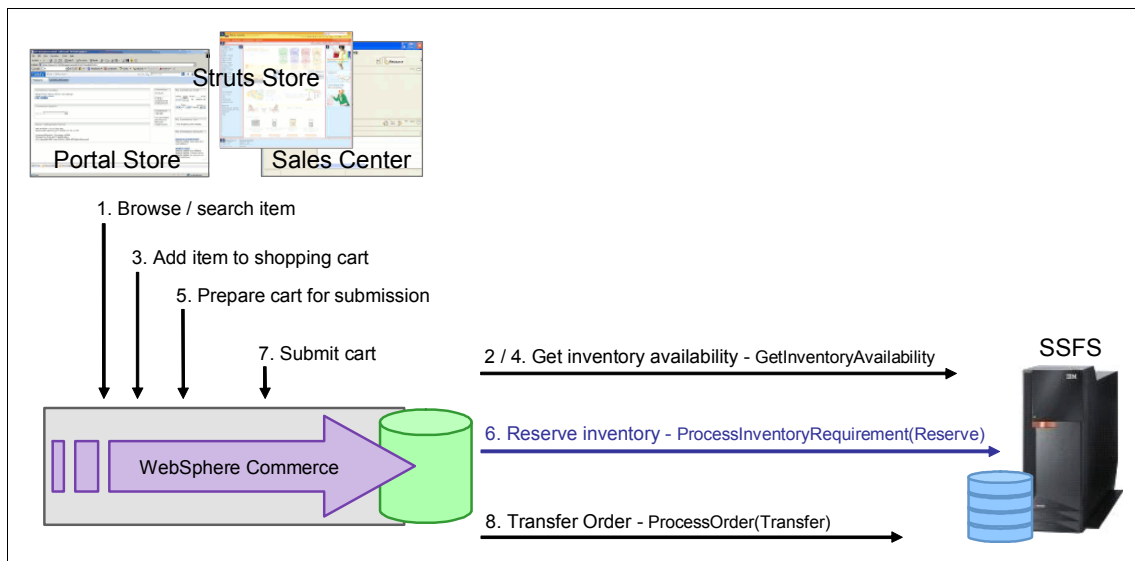 Struts Store
Portal Store
Sales Center
1. Browse / search item
3. Add item to shopping cart
5. Prepare cart for submission
7. Submit cart
2 / 4. Get inventory availability - GetInventoryAvailability
SSFS
IBM
6. Reserve inventory - ProcessInventoryRequirement(Reserve)
WebSphere Commerce
8. Transfer Order - ProcessOrder(Transfer)